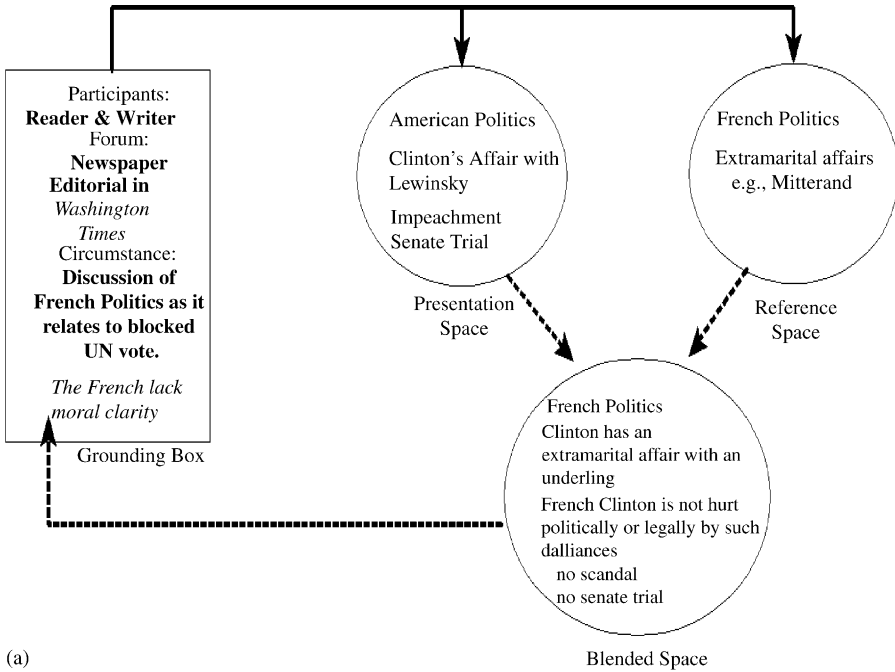 Participants:
Reader & Writer
Forum:
Newspaper
Editorial in
Washington
Times
Circumstance:
Discussion of
French Politics as it
relates to blocked
UN vote.
The French lack
moral clarity
Grounding Box
American Politics
Clinton's Affair with
Lewinsky
Impeachment
Senate Trial
Presentation
Space
French Politics
Extramarital affairs
e.g., Mitterand
Reference
Space
French Politics
Clinton has an
extramarital affair with an
underling
French Clinton is not hurt
politically or legally by such
dalliances
no scandal
no senate trial
Blended Space
(a)